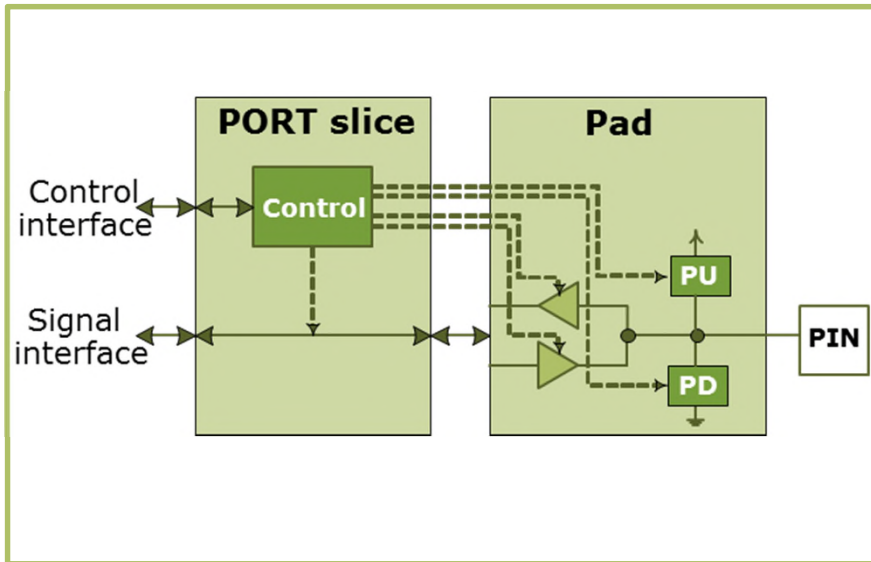 PORT slice
Pad
Control
interface
Control
PU
Signal
interface
PIN
PD